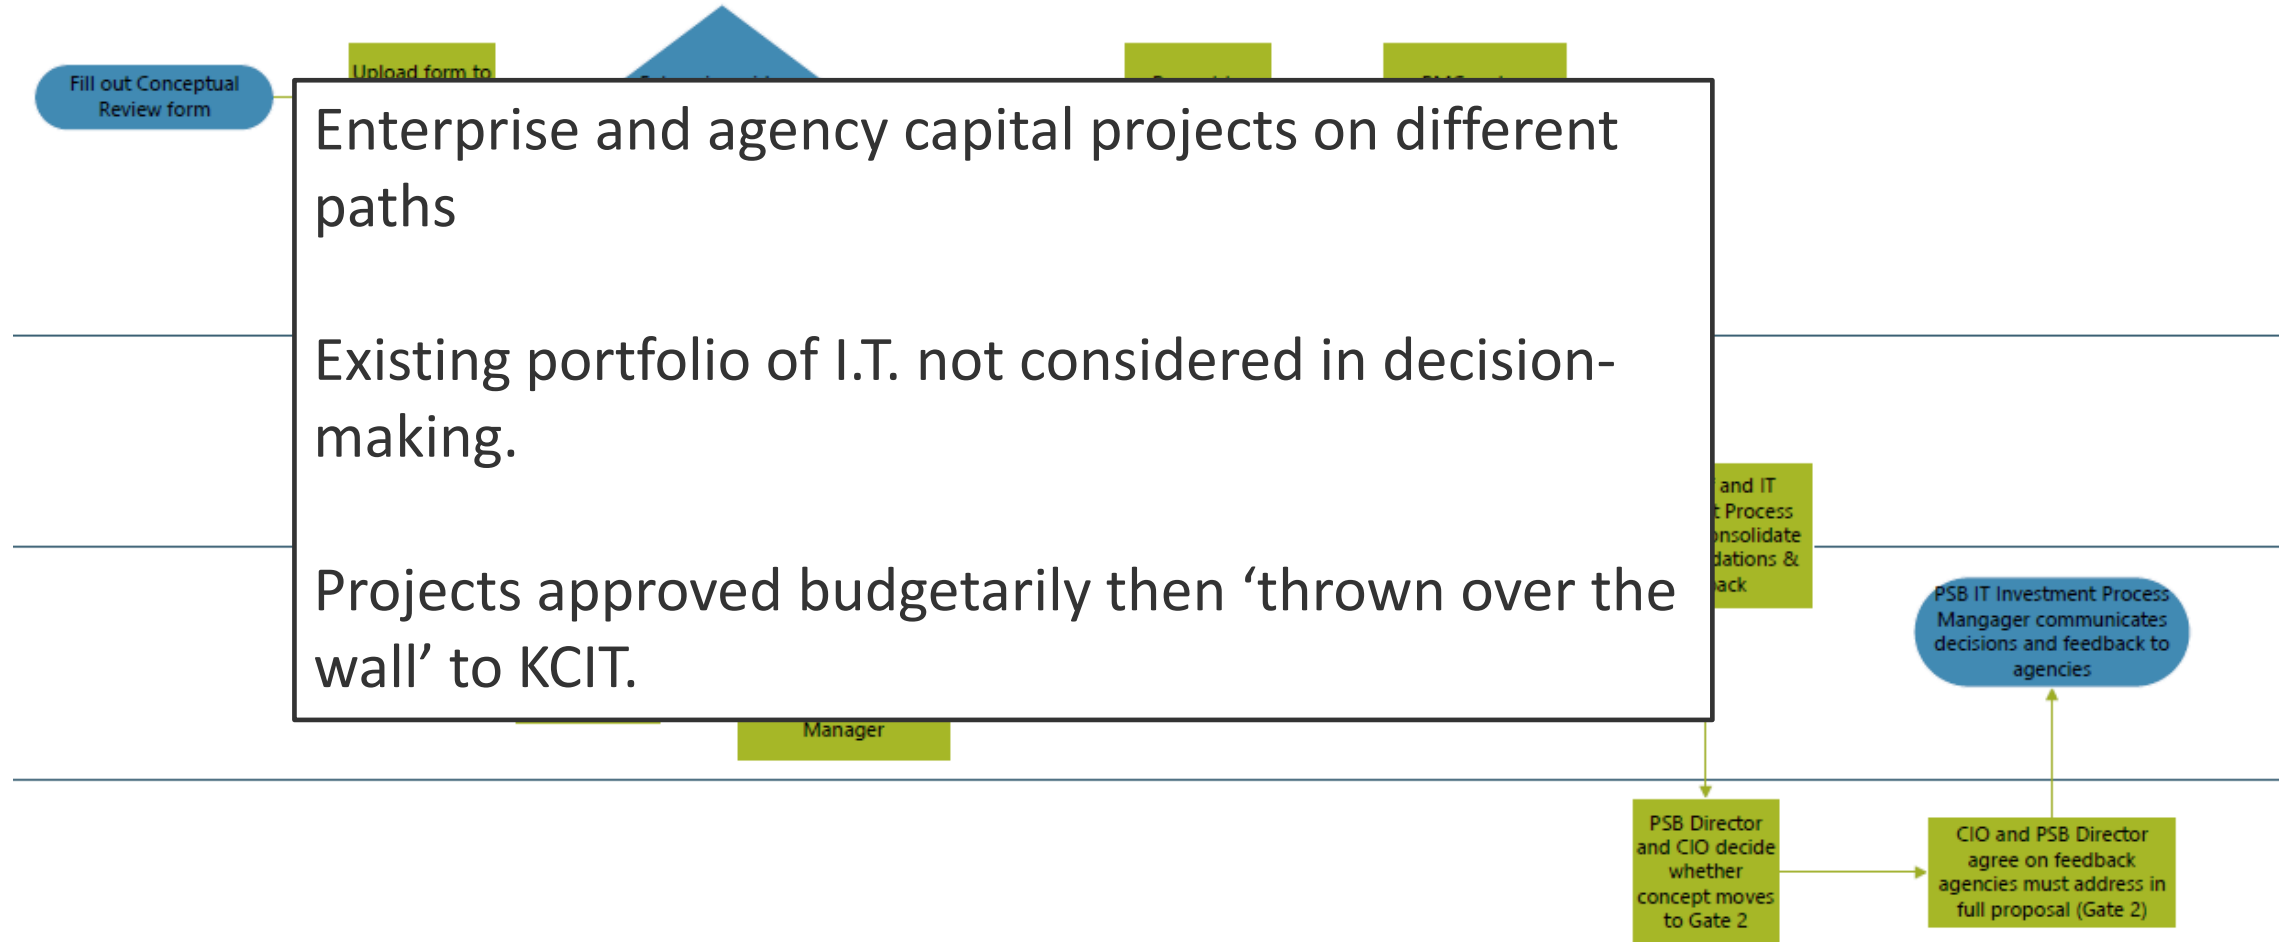 Fill out Conceptual
Review form
Upload form to
Enterprise and agency capital projects on different
paths
Existing portfolio of I.T. not considered in decision-
making.
Projects approved budgetarily then ‘thrown over the
wall’ to KCIT.
and IT
Process
&
Manager
PSB IT Investment Process
Mangager communicates
decisions and feedback to
agencies
PSB Director
and CIO decide
whether
concept moves
to Gate 2
CIO and PSB Director
agree on feedback
agencies must address in
full proposal (Gate 2)